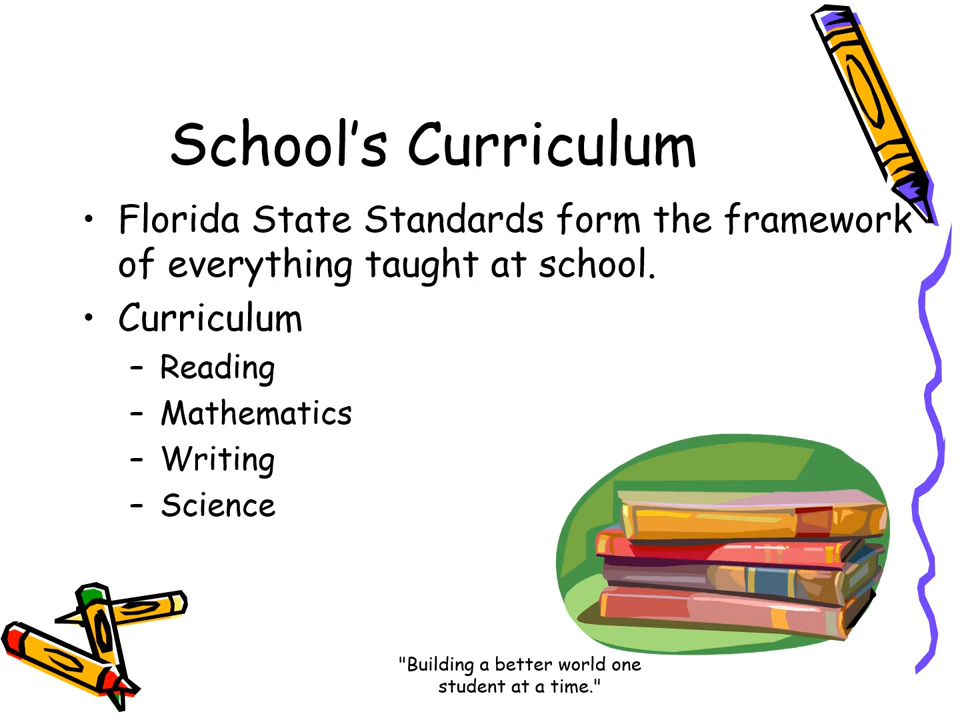 School's Curriculum
• Florida State Standards form the framework
of everything taught at school.
• Curriculum
– Reading
– Mathematics
– Writing
– Science
"Building a better world one
student at a time."